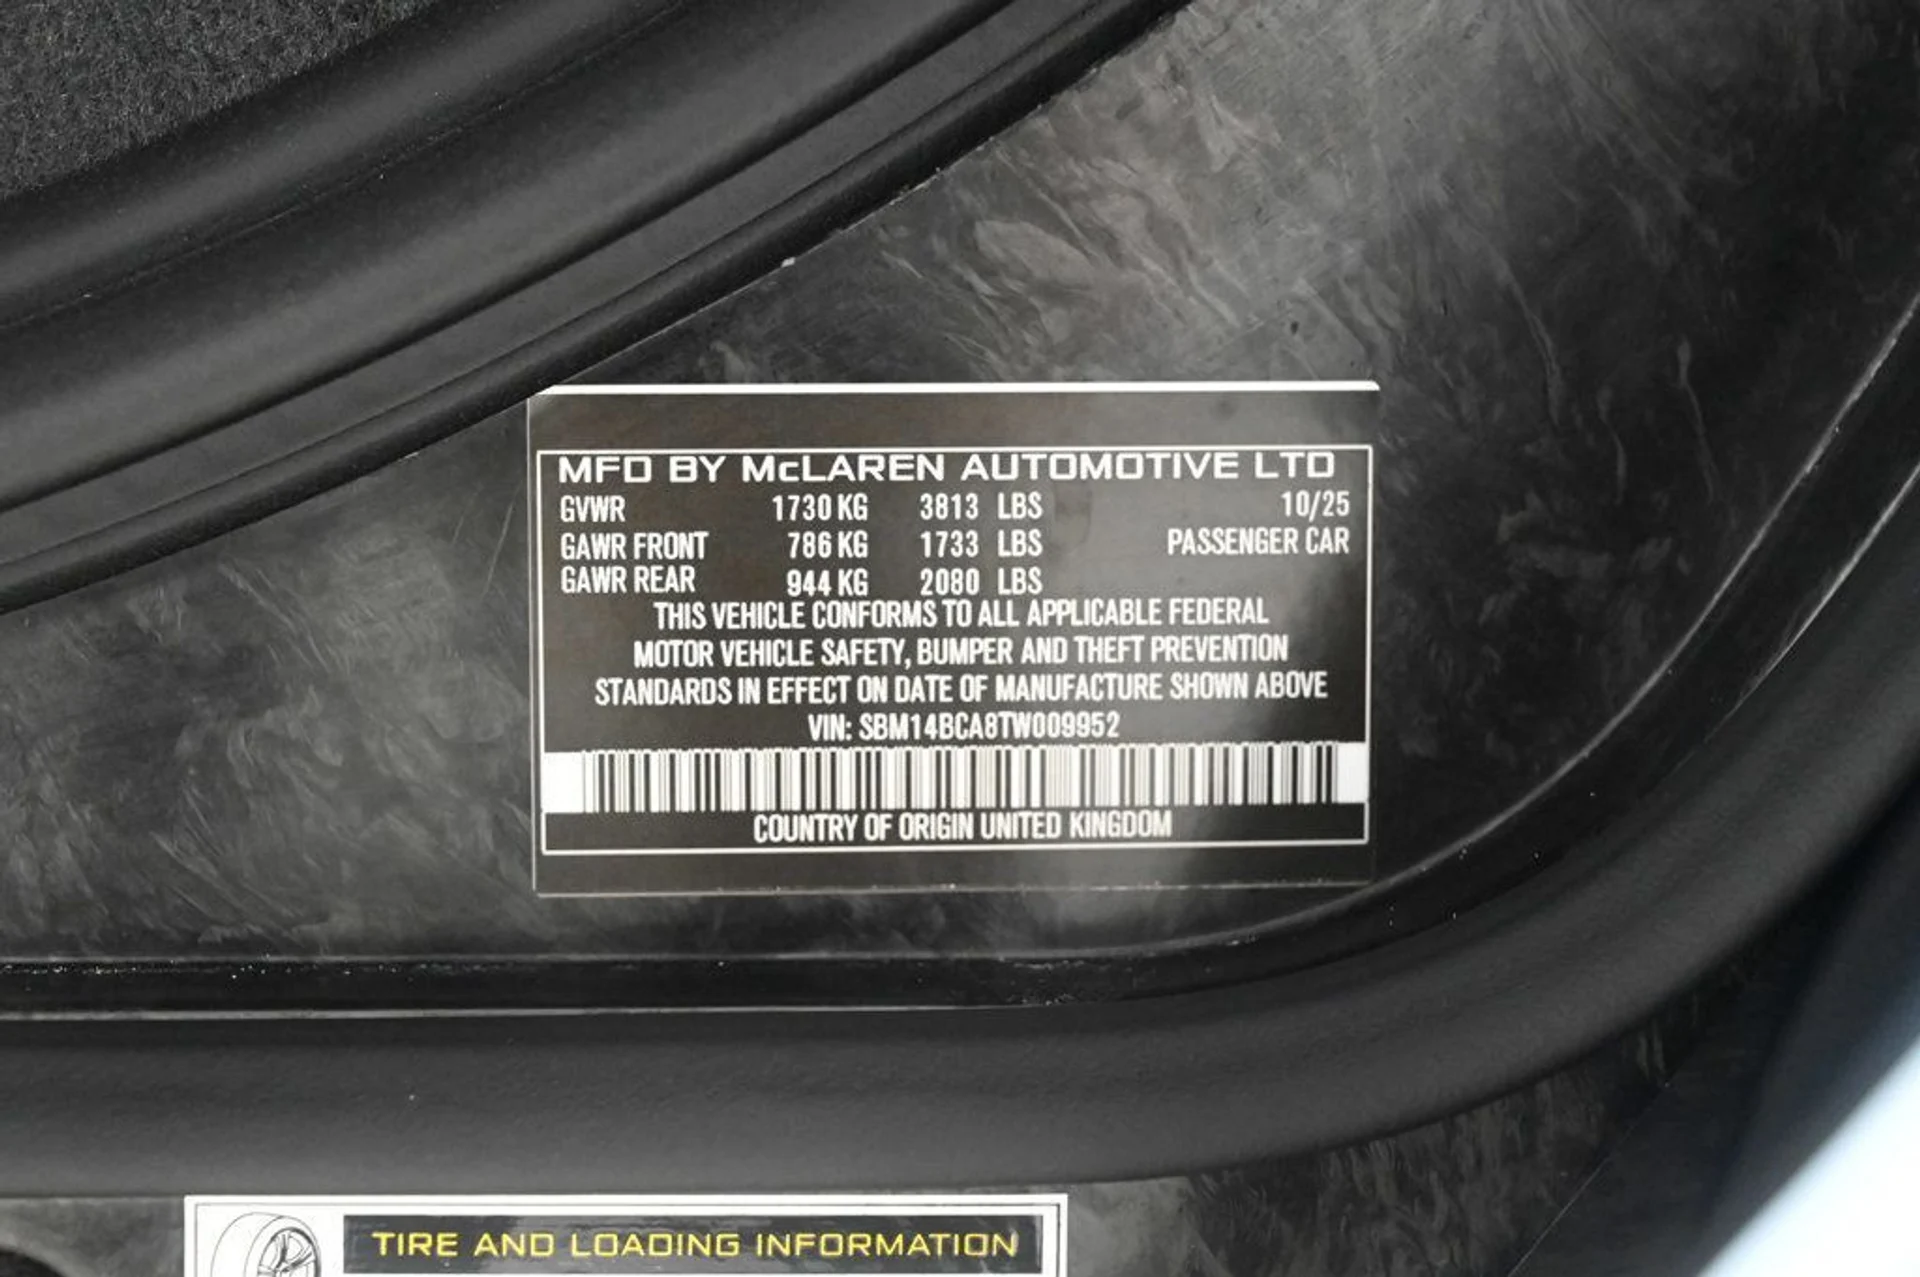 MFD BY McLAREN AUTOMOTIVE LTD
GVWR 1730 KG 3813 LBS 10/25
GAWR FRONT 786 KG 1733 LBS PASSENGER CAR
GAWR REAR 944 KG 2080 LBS
THIS VEHICLE CONFORMS TO ALL APPLICABLE FEDERAL
MOTOR VEHICLE SAFETY, BUMPER AND THEFT PREVENTION
STANDARDS IN EFFECT ON DATE OF MANUFACTURE SHOWN ABOVE
VIN: SBM14BCA8TW009952
COUNTRY OF ORIGIN UNITED KINGDOM
TIRE AND LOADING INFORMATION